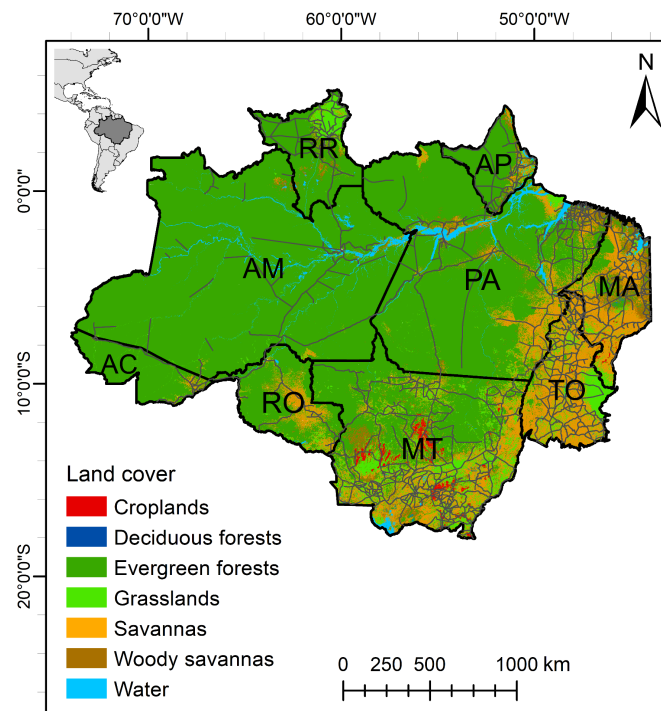 70°0'0"W 60°0'0"W 50°0'0"W
N
0°0'0"
10°0'0"S
20°0'0"S
RR
AP
AM
PA
MA
AC
RO
TO
MT
Land cover
Croplands
Deciduous forests
Evergreen forests
Grasslands
Savannas
Woody savannas
Water
0 250 500 1000 km